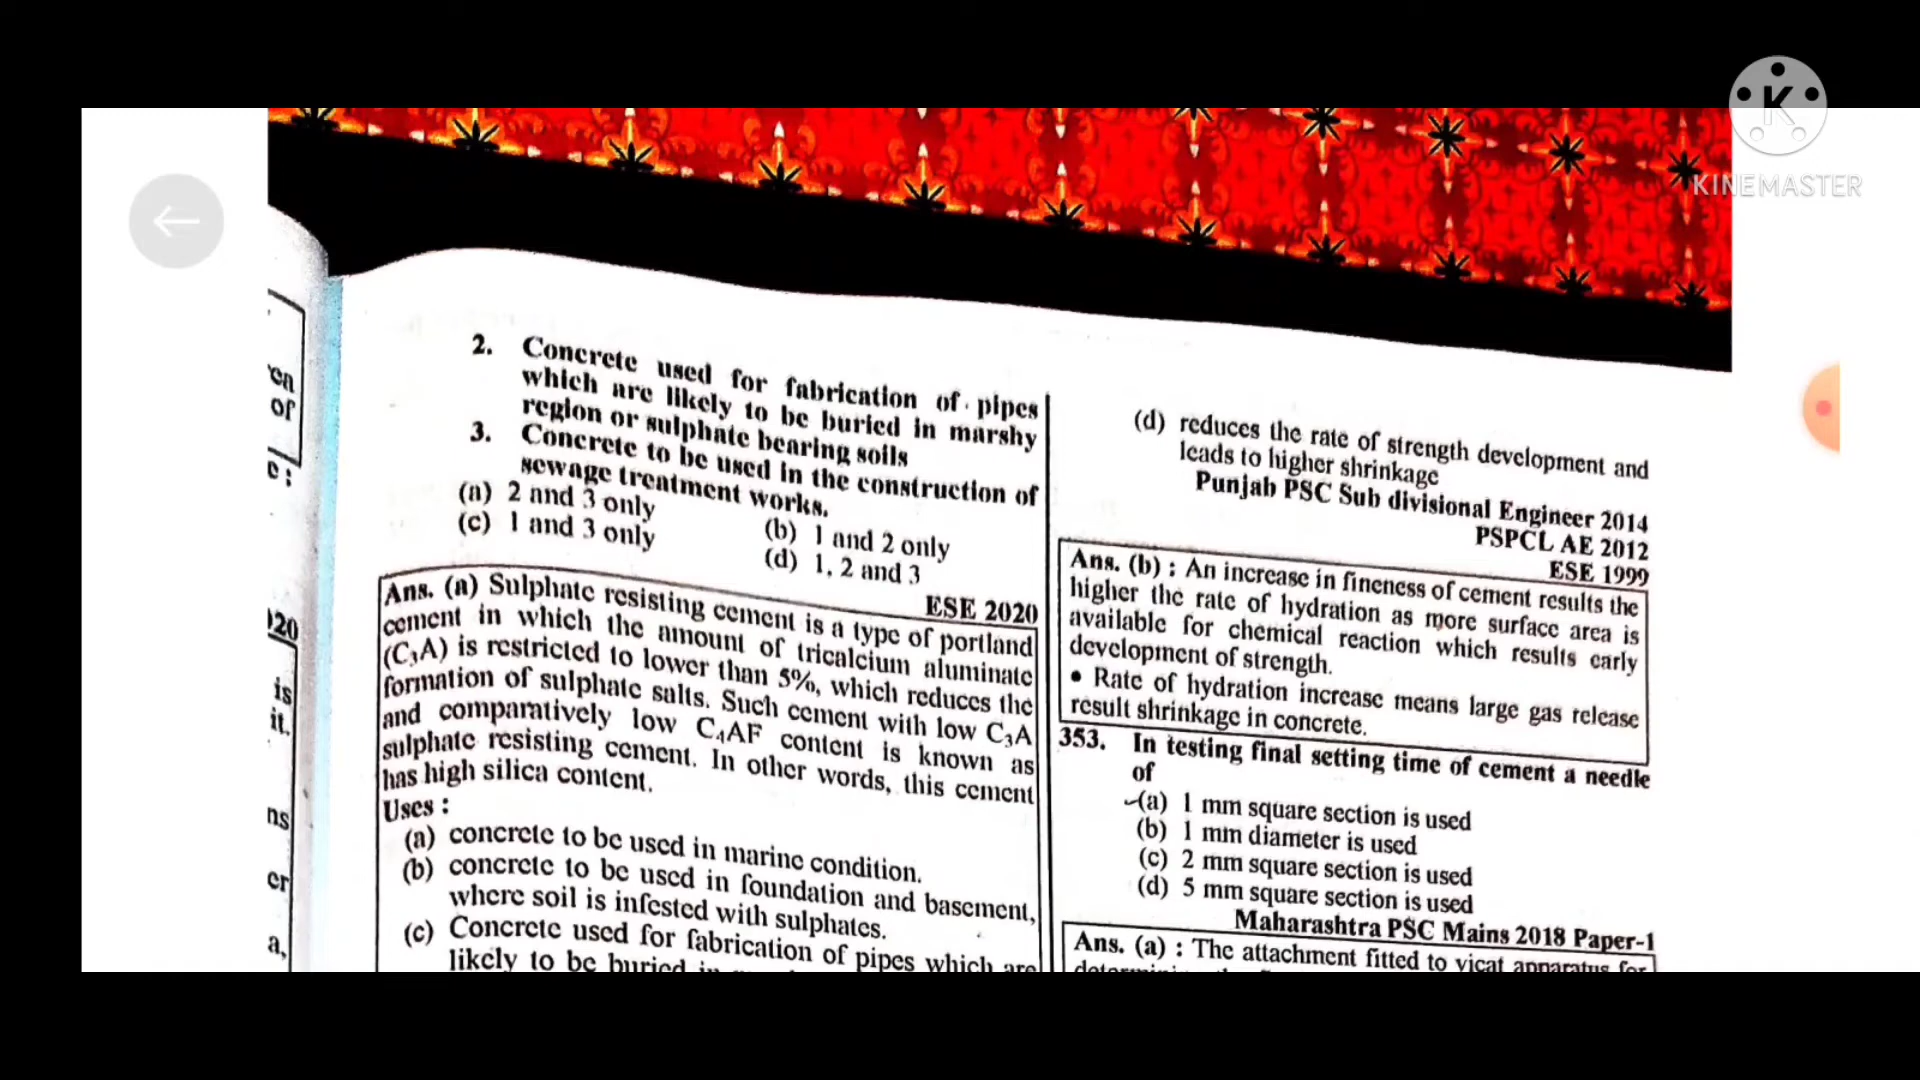 KINEMASTER
'ca
of
e :
020
is
it.
ns
er
a,
2. Concrete used for fabrication of pipes
which are likely to be buried in marshy
region or sulphate bearing soils
3. Concrete to be used in the construction of
sewage treatment works.
(a) 2 and 3 only
(b) 1 and 2 only
(c) 1 and 3 only
(d) 1, 2 and 3
ESE 2020
Ans. (a) Sulphate resisting cement is a type of portland
cement in which the amount of tricalcium aluminate
(C₃A) is restricted to lower than 5%, which reduces the
formation of sulphate salts. Such cement with low C₃A
and comparatively low C₄AF content is known as
sulphate resisting cement. In other words, this cement
has high silica content.
Uses :
(a) concrete to be used in marine condition.
(b) concrete to be used in foundation and basement,
where soil is infested with sulphates.
(c) Concrete used for fabrication of pipes which are
likely to be buried in
(d) reduces the rate of strength development and
leads to higher shrinkage
Punjab PSC Sub divisional Engineer 2014
PSPCL AE 2012
ESE 1999
Ans. (b) : An increase in fineness of cement results the
higher the rate of hydration as more surface area is
available for chemical reaction which results early
development of strength.
• Rate of hydration increase means large gas release
result shrinkage in concrete.
353. In testing final setting time of cement a needle
of
(a) 1 mm square section is used
(b) 1 mm diameter is used
(c) 2 mm square section is used
(d) 5 mm square section is used
Maharashtra PSC Mains 2018 Paper-1
Ans. (a) : The attachment fitted to vicat apparatus for